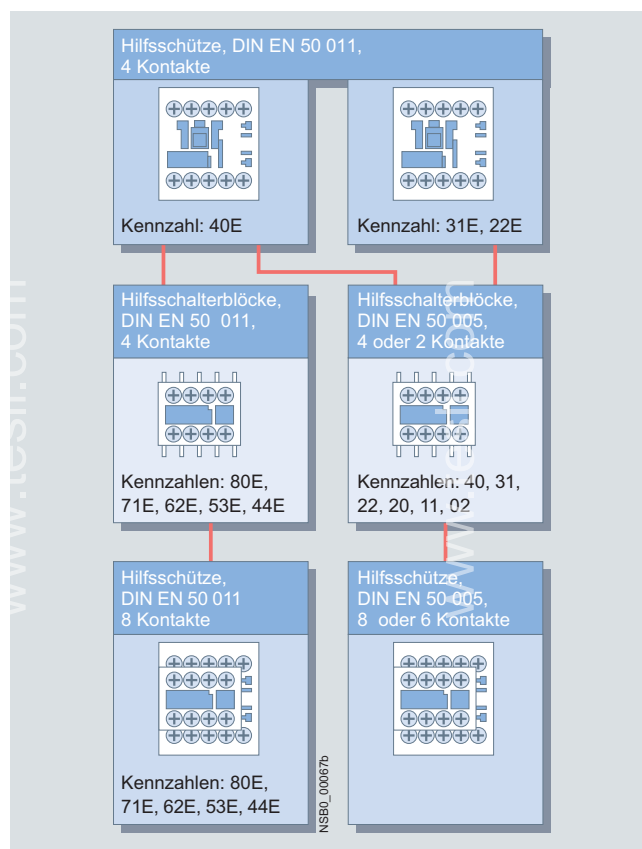 Hilfsschütze, DIN EN 50 011,
4 Kontakte
Kennzahl: 40E
Kennzahl: 31E, 22E
Hilfsschalterblöcke,
DIN EN 50 011,
4 Kontakte
Kennzahlen: 80E,
71E, 62E, 53E, 44E
Hilfsschalterblöcke,
DIN EN 50 005,
4 oder 2 Kontakte
Kennzahlen: 40, 31,
22, 20, 11, 02
Hilfsschütze,
DIN EN 50 011
8 Kontakte
Kennzahlen: 80E,
71E, 62E, 53E, 44E
Hilfsschütze,
DIN EN 50 005,
8 oder 6 Kontakte
NSB0_00067b
www.tesli.com
www.tesli.com